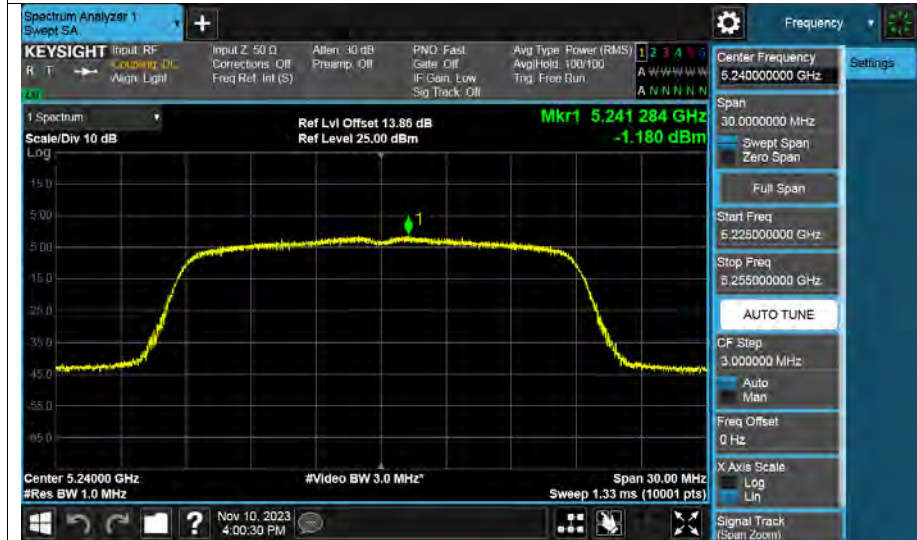 Spectrum Analyzer 1
Swept SA
+
Frequency
KEYSIGHT
R T
Input: RF
Coupling: DC
Align: Light
Input Z: 50 Ω
Corrections: Off
Freq Ref: Int (S)
Atten: 30 dB
Preamp: Off
PNO: Fast
Gate: Off
IF Gain: Low
Sig Track: Off
Avg Type: Power (RMS)
Avg|Hold: 100/100
Trig: Free Run
1 2 3 4 5 6
A W W W W W
A N N N N N
1 Spectrum
Scale/Div 10 dB
Ref Lvl Offset 13.86 dB
Ref Level 25.00 dBm
Mkr1 5.241 284 GHz
-1.180 dBm
Log
15.0
5.00
-5.00
-15.0
-25.0
-35.0
-45.0
-55.0
-65.0
1
Center 5.24000 GHz
#Res BW 1.0 MHz
#Video BW 3.0 MHz*
Span 30.00 MHz
Sweep 1.33 ms (10001 pts)
?
Nov 10, 2023
4:00:30 PM
Center Frequency
5.240000000 GHz
Settings
Span
30.0000000 MHz
Swept Span
Zero Span
Full Span
Start Freq
5.225000000 GHz
Stop Freq
5.255000000 GHz
AUTO TUNE
CF Step
3.000000 MHz
Auto
Man
Freq Offset
0 Hz
X Axis Scale
Log
Lin
Signal Track
(Span Zoom)